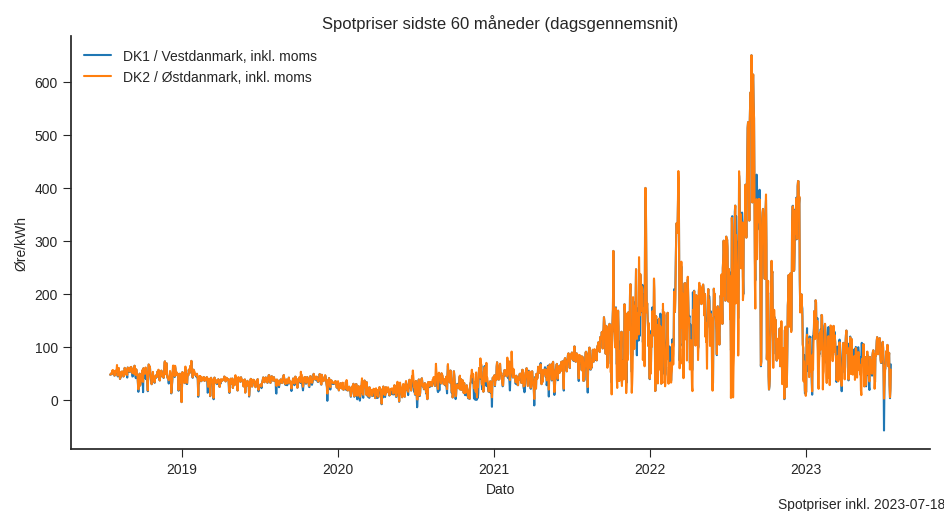 Spotpriser sidste 60 måneder (dagsgennemsnit)
DK1 / Vestdanmark, inkl. moms
DK2 / Østdanmark, inkl. moms
600
500
400
300
200
100
0
Øre/kWh
2019
2020
2021
2022
2023
Dato
Spotpriser inkl. 2023-07-18